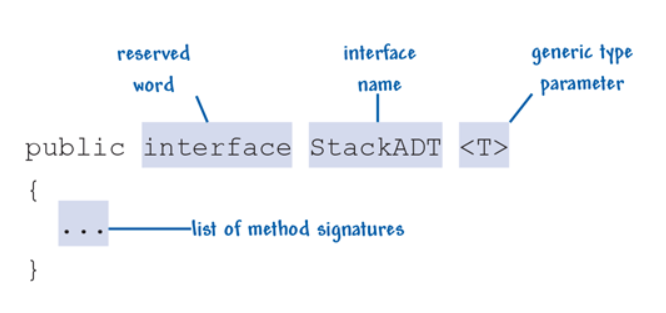 reserved word
interface name
generic type parameter
public interface StackADT <T>
{
... list of method signatures
}